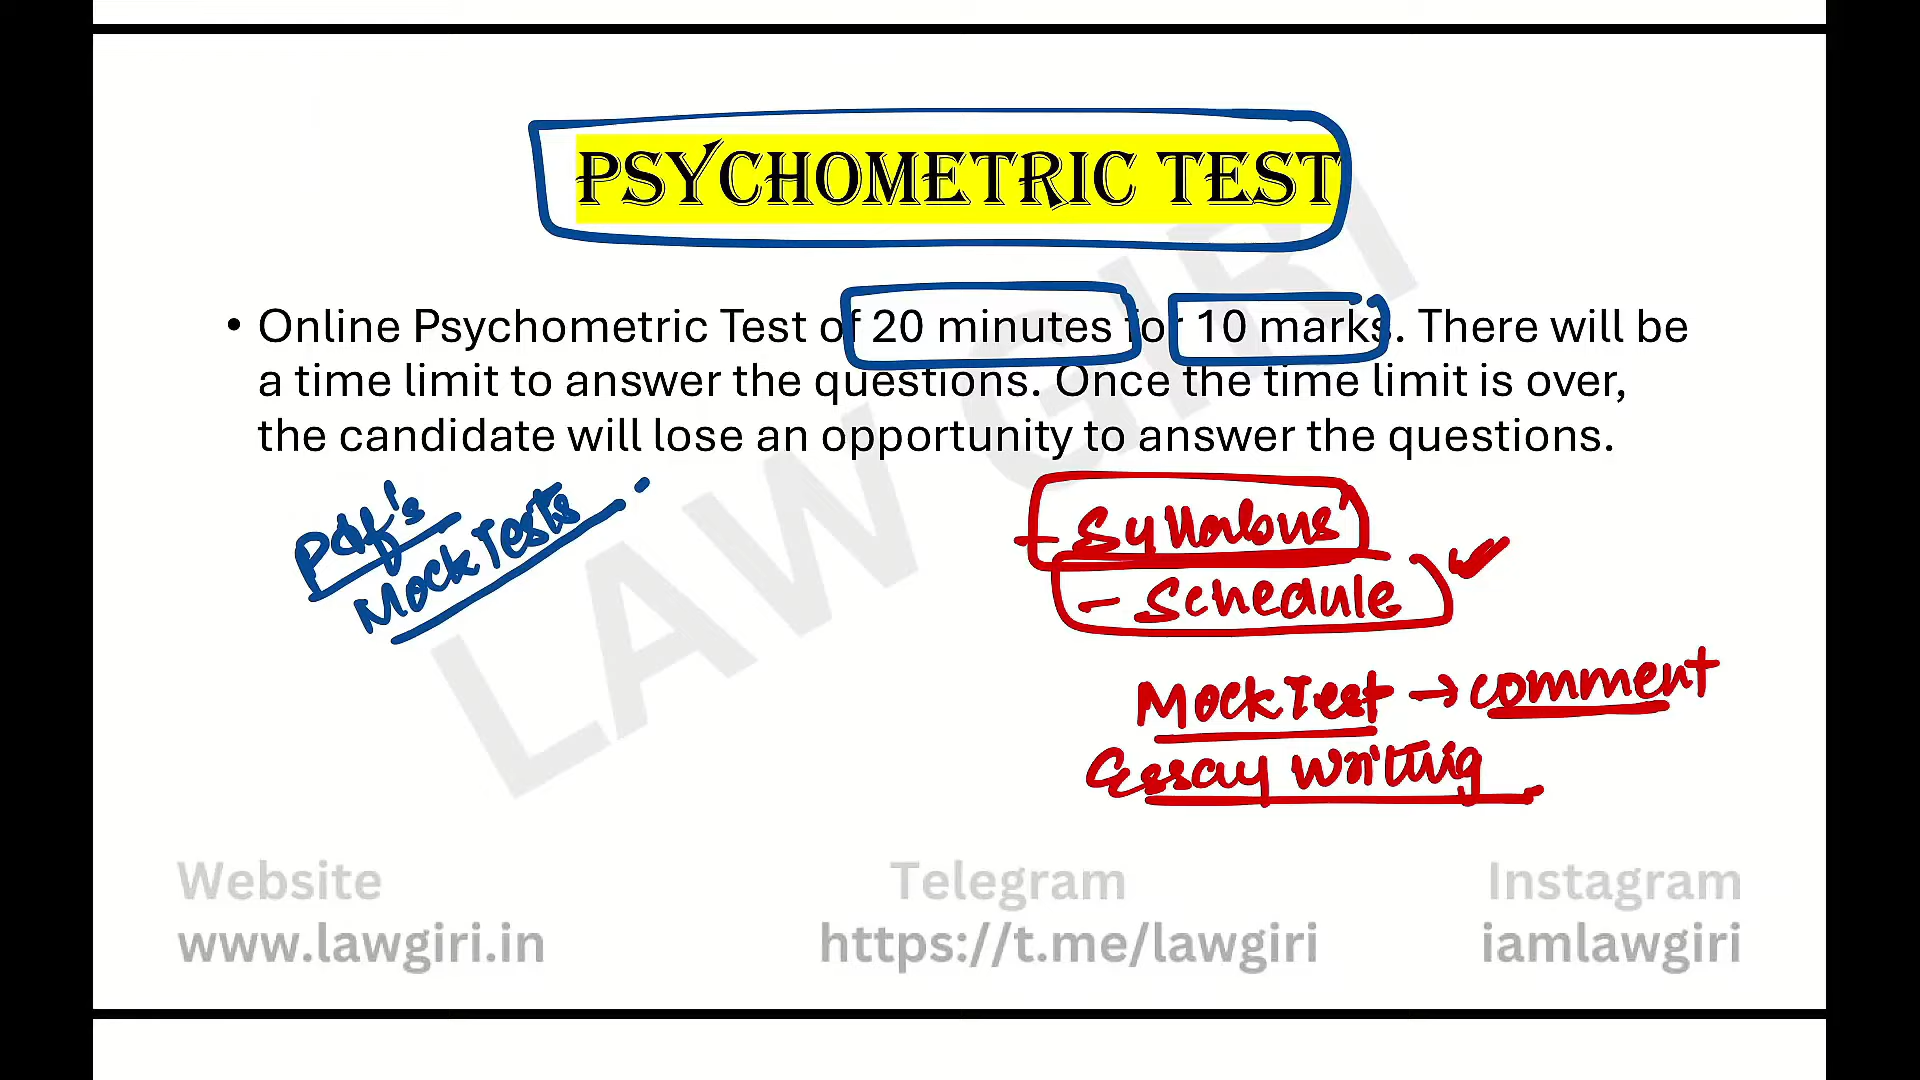 PSYCHOMETRIC TEST
• Online Psychometric Test of 20 minutes for 10 marks. There will be
a time limit to answer the questions. Once the time limit is over,
the candidate will lose an opportunity to answer the questions.
Pdf's
Mock Tests
- Syllabus
- Schedule
Mock Test → comment
Essay writing
LAW GIRI
Website
www.lawgiri.in
Telegram
https://t.me/lawgiri
Instagram
iamlawgiri